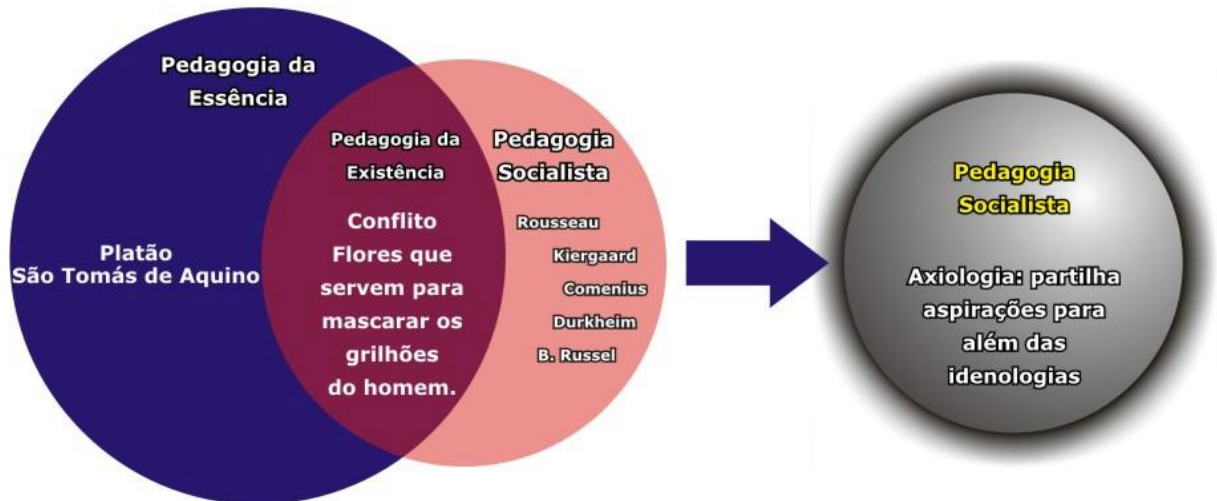 Pedagogia da
Essência
Platão
São Tomás de Aquino
Pedagogia da
Existência
Conflito
Flores que
servem para
mascarar os
grilhões
do homem.
Pedagogia
Socialista
Rousseau
Kiergaard
Comenius
Durkheim
B. Russel
Pedagogia
Socialista
Axiologia: partilha
aspirações para
além das
idenologias